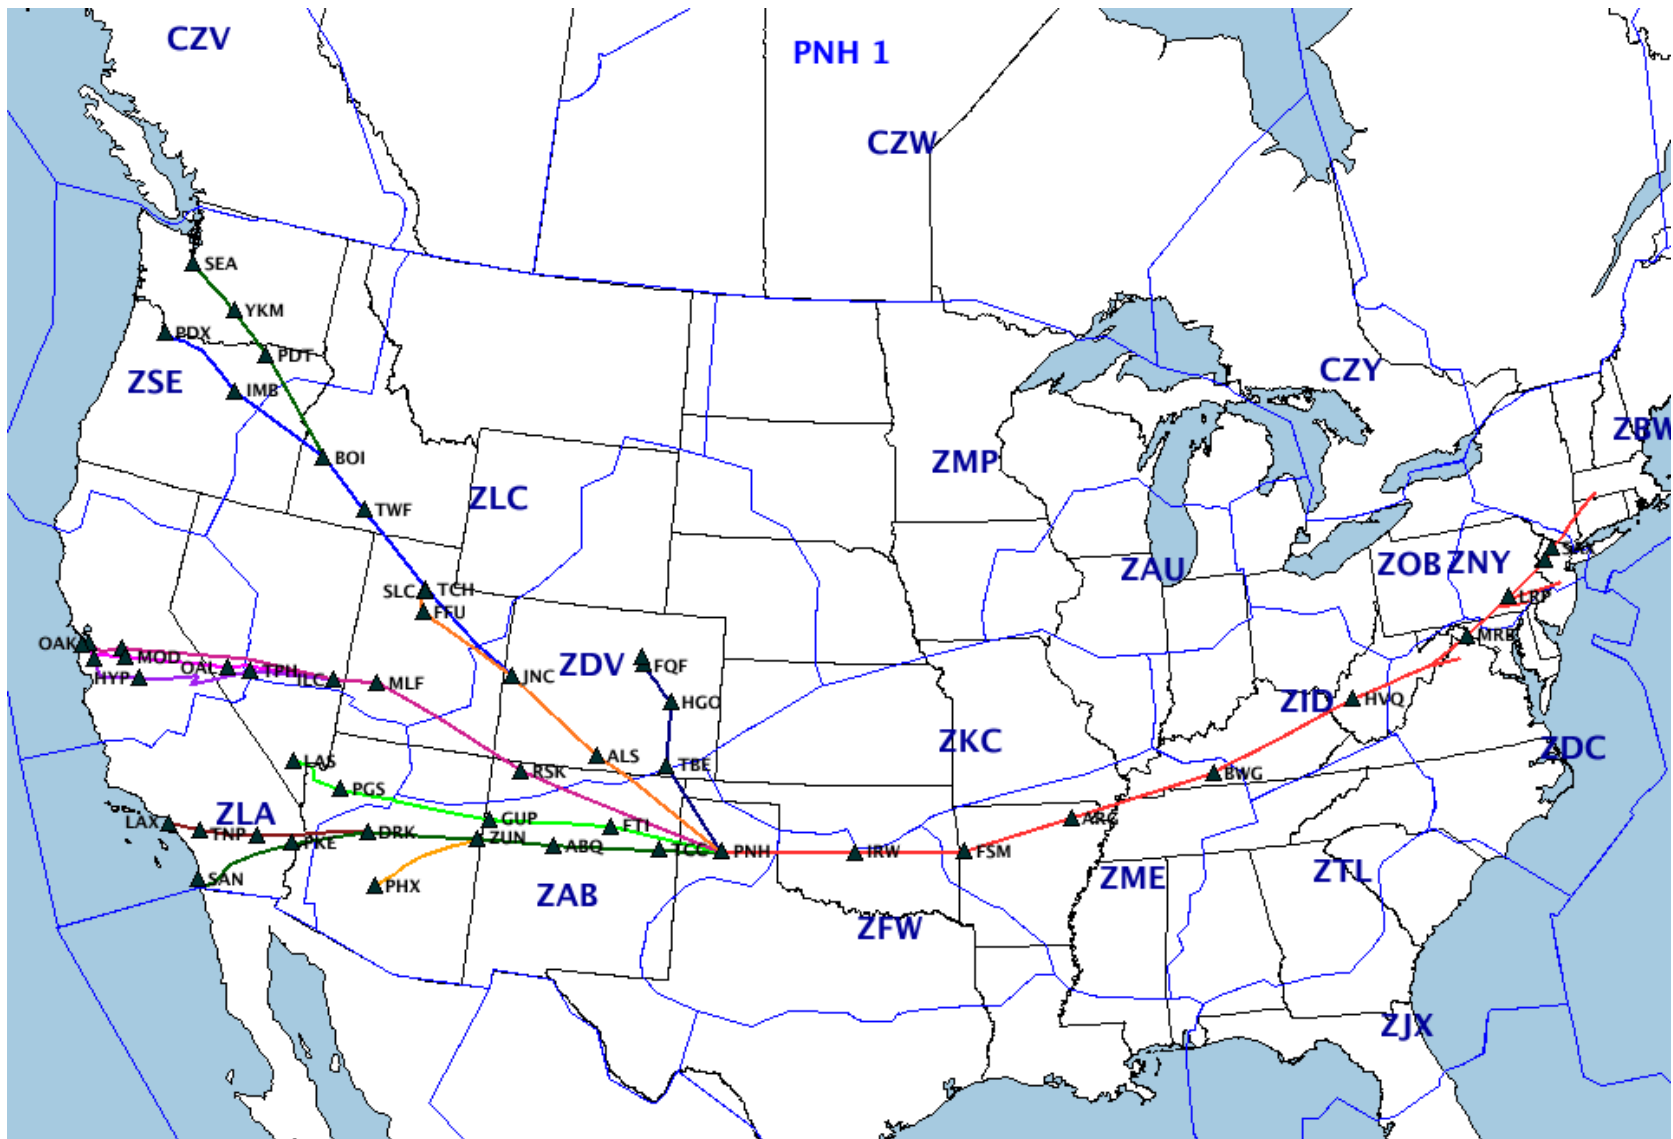 CZV
PNH 1
CZW
SEA
YKM
PDX
PDT
CZY
ZSE
IMB
ZBW
BOI
ZMP
ZLC
TWF
ZAU
ZOB
ZNY
SAX
SLC
TCH
FFU
LRP
MRB
OAK
MOD
OAL
TPH
HYP
ILC
MLF
JNC
ZDV
FQF
HGO
ZID
HVQ
ZKC
ZDC
LAS
PGS
RSK
ALS
TBE
BWG
ZLA
LAX
TNP
PKE
DRK
GUP
ZUN
FTI
ABQ
TCC
PNH
IRW
FSM
ARG
SAN
PHX
ZAB
ZFW
ZME
ZTL
ZJX